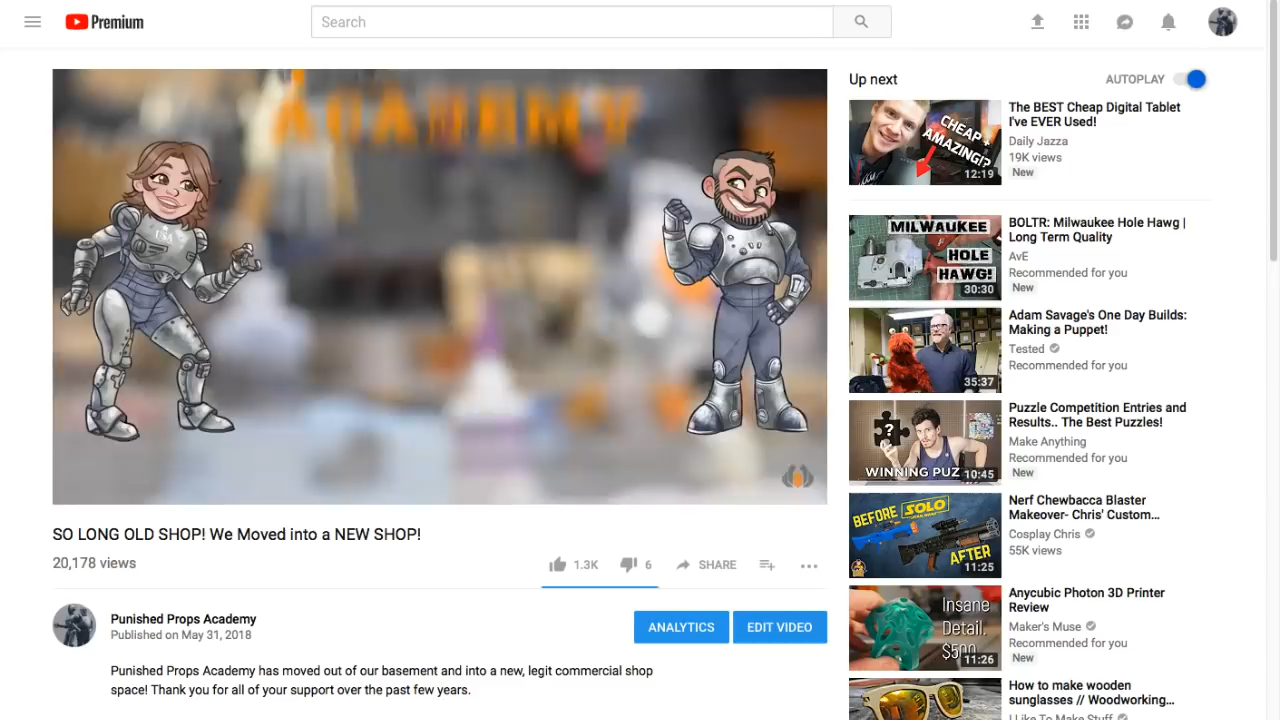 Premium
Search
ACADEMY
USA
SO LONG OLD SHOP! We Moved into a NEW SHOP!
20,178 views
1.3K
6
SHARE
Punished Props Academy
Published on May 31, 2018
ANALYTICS
EDIT VIDEO
Punished Props Academy has moved out of our basement and into a new, legit commercial shop
space! Thank you for all of your support over the past few years.
Up next
AUTOPLAY
CHEAP +
AMAZING!?
12:19
The BEST Cheap Digital Tablet
I've EVER Used!
Daily Jazza
19K views
New
MILWAUKEE
HOLE
HAWG!
30:30
BOLTR: Milwaukee Hole Hawg |
Long Term Quality
AvE
Recommended for you
New
35:37
Adam Savage's One Day Builds:
Making a Puppet!
Tested
Recommended for you
?
WINNING PUZ
10:45
Puzzle Competition Entries and
Results.. The Best Puzzles!
Make Anything
Recommended for you
New
BEFORE SOLO
AFTER
11:25
Nerf Chewbacca Blaster
Makeover- Chris' Custom...
Cosplay Chris
55K views
Insane
Detail.
$500
11:26
Anycubic Photon 3D Printer
Review
Maker's Muse
Recommended for you
New
How to make wooden
sunglasses // Woodworking...
I Like To Make Stuff